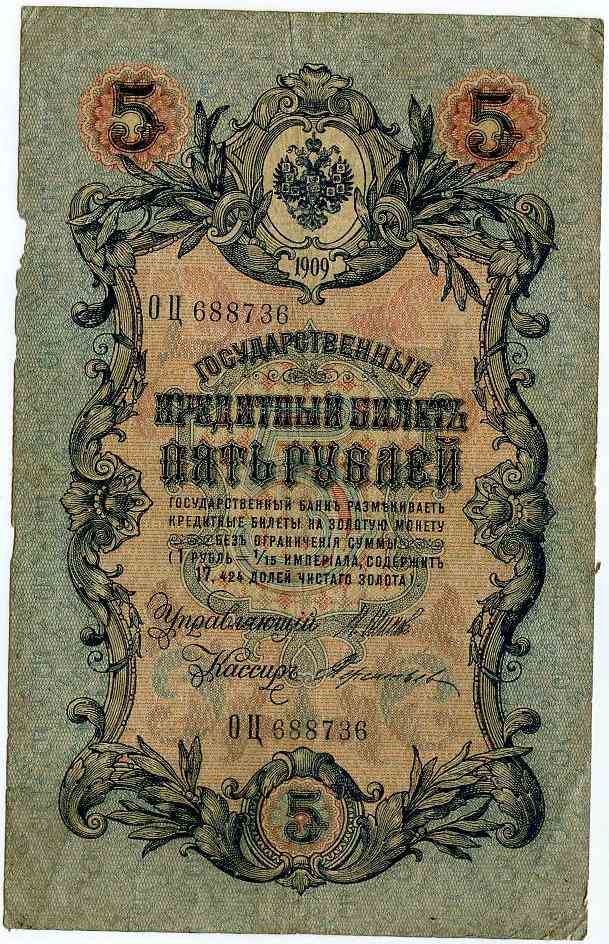 5 5
1909
ОЦ 688736
ГОСУДАРСТВЕННЫЙ
КРЕДИТНЫЙ БИЛЕТЪ
ПЯТЬ РУБЛЕЙ
ГОСУДАРСТВЕННЫЙ БАНКЪ РАЗМѢНИВАЕТЪ
КРЕДИТНЫЕ БИЛЕТЫ НА ЗОЛОТУЮ МОНЕТУ
БЕЗЪ ОГРАНИЧЕНІЯ СУММЫ
(1 РУБЛЬ = 1/15 ИМПЕРІАЛА, СОДЕРЖИТЪ
17,424 ДОЛЕЙ ЧИСТАГО ЗОЛОТА)
Управляющій
Кассиръ
ОЦ 688736
5